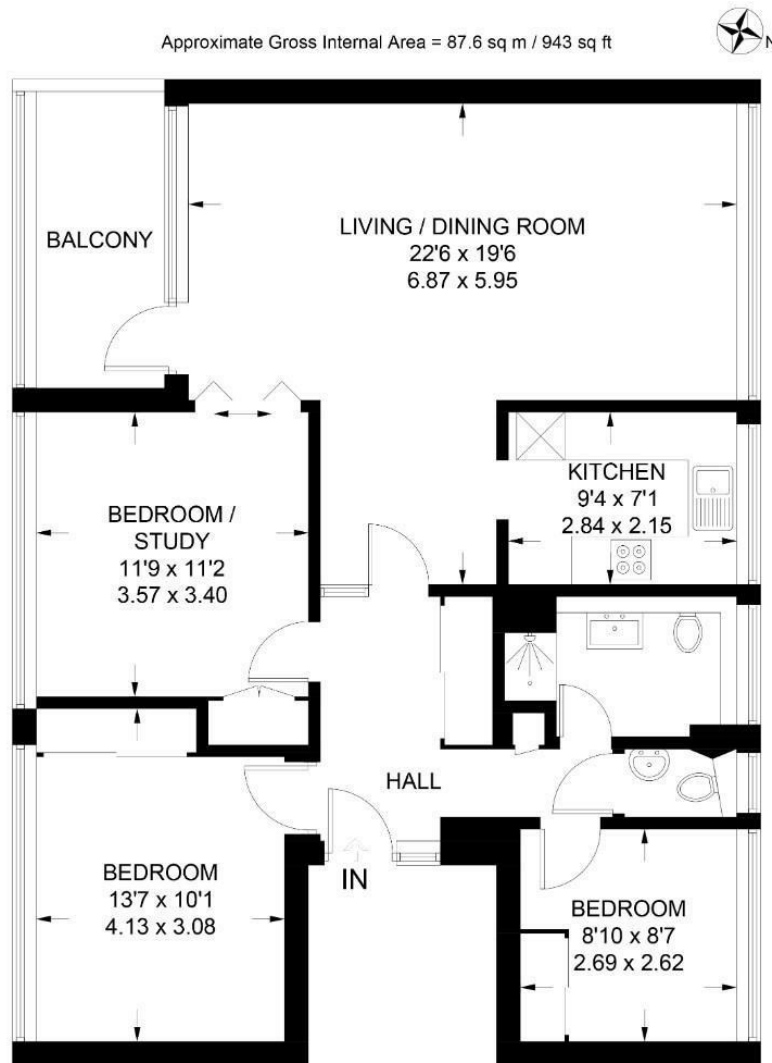 Approximate Gross Internal Area = 87.6 sq m / 943 sq ft
N
BALCONY
LIVING / DINING ROOM
22'6 x 19'6
6.87 x 5.95
KITCHEN
9'4 x 7'1
2.84 x 2.15
BEDROOM /
STUDY
11'9 x 11'2
3.57 x 3.40
HALL
IN
BEDROOM
13'7 x 10'1
4.13 x 3.08
BEDROOM
8'10 x 8'7
2.69 x 2.62